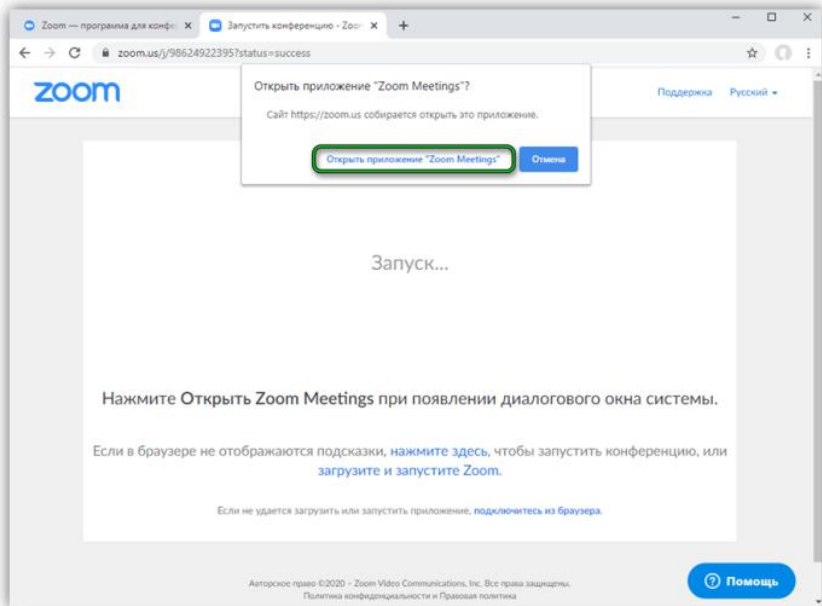 Zoom — программа для конфе
Запустить конференцию - Zoor
zoom.us/j/98624922395?status=success
zoom
Поддержка Русский
Открыть приложение "Zoom Meetings"?
Сайт https://zoom.us собирается открыть это приложение.
Открыть приложение "Zoom Meetings"
Отмена
Запуск...
Нажмите Открыть Zoom Meetings при появлении диалогового окна системы.
Если в браузере не отображаются подсказки, нажмите здесь, чтобы запустить конференцию, или
загрузите и запустите Zoom.
Если не удается загрузить или запустить приложение, подключитесь из браузера.
Авторское право ©2020 - Zoom Video Communications, Inc. Все права защищены.
Политика конфиденциальности и Правовая политика
Помощь